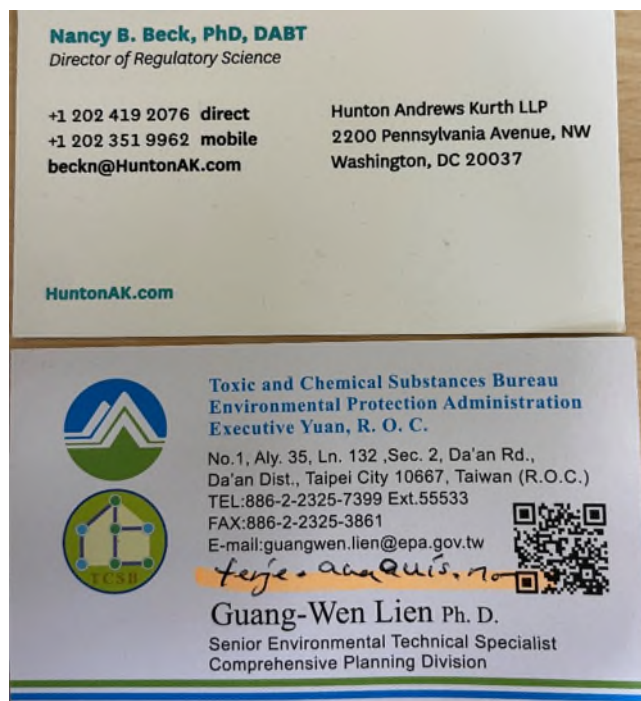 Nancy B. Beck, PhD, DABT
Director of Regulatory Science
+1 202 419 2076 direct
+1 202 351 9962 mobile
beckn@HuntonAK.com
Hunton Andrews Kurth LLP
2200 Pennsylvania Avenue, NW
Washington, DC 20037
HuntonAK.com
Toxic and Chemical Substances Bureau
Environmental Protection Administration
Executive Yuan, R. O. C.
No.1, Aly. 35, Ln. 132 ,Sec. 2, Da'an Rd.,
Da'an Dist., Taipei City 10667, Taiwan (R.O.C.)
TEL:886-2-2325-7399 Ext.55533
FAX:886-2-2325-3861
E-mail:guangwen.lien@epa.gov.tw
TCSB
Guang-Wen Lien Ph. D.
Senior Environmental Technical Specialist
Comprehensive Planning Division